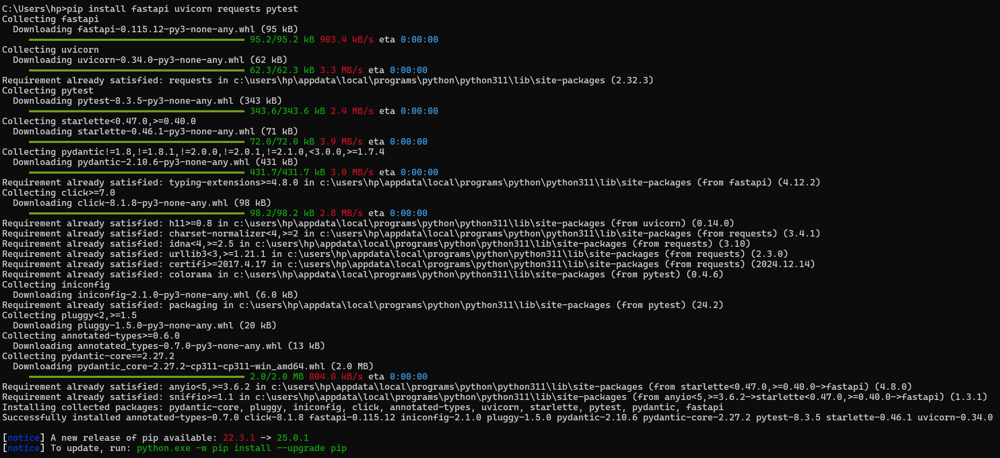 C:\Users\hp>pip install fastapi uvicorn requests pytest
Collecting fastapi
  Downloading fastapi-0.115.12-py3-none-any.whl (95 kB)
     95.2/95.2 kB 903.4 kB/s eta 0:00:00
Collecting uvicorn
  Downloading uvicorn-0.34.0-py3-none-any.whl (62 kB)
     62.3/62.3 kB 3.3 MB/s eta 0:00:00
Requirement already satisfied: requests in c:\users\hp\appdata\local\programs\python\python311\lib\site-packages (2.32.3)
Collecting pytest
  Downloading pytest-8.3.5-py3-none-any.whl (343 kB)
     343.6/343.6 kB 2.4 MB/s eta 0:00:00
Collecting starlette<0.47.0,>=0.40.0
  Downloading starlette-0.46.1-py3-none-any.whl (71 kB)
     72.0/72.0 kB 3.9 MB/s eta 0:00:00
Collecting pydantic!=1.8,!=1.8.1,!=2.0.0,!=2.0.1,!=2.1.0,<3.0.0,>=1.7.4
  Downloading pydantic-2.10.6-py3-none-any.whl (431 kB)
     431.7/431.7 kB 3.0 MB/s eta 0:00:00
Requirement already satisfied: typing-extensions>=4.8.0 in c:\users\hp\appdata\local\programs\python\python311\lib\site-packages (from fastapi) (4.12.2)
Collecting click>=7.0
  Downloading click-8.1.8-py3-none-any.whl (98 kB)
     98.2/98.2 kB 2.8 MB/s eta 0:00:00
Requirement already satisfied: h11>=0.8 in c:\users\hp\appdata\local\programs\python\python311\lib\site-packages (from uvicorn) (0.14.0)
Requirement already satisfied: charset-normalizer<4,>=2 in c:\users\hp\appdata\local\programs\python\python311\lib\site-packages (from requests) (3.4.1)
Requirement already satisfied: idna<4,>=2.5 in c:\users\hp\appdata\local\programs\python\python311\lib\site-packages (from requests) (3.10)
Requirement already satisfied: urllib3<3,>=1.21.1 in c:\users\hp\appdata\local\programs\python\python311\lib\site-packages (from requests) (2.3.0)
Requirement already satisfied: certifi>=2017.4.17 in c:\users\hp\appdata\local\programs\python\python311\lib\site-packages (from requests) (2024.12.14)
Requirement already satisfied: colorama in c:\users\hp\appdata\local\programs\python\python311\lib\site-packages (from pytest) (0.4.6)
Collecting iniconfig
  Downloading iniconfig-2.1.0-py3-none-any.whl (6.0 kB)
Requirement already satisfied: packaging in c:\users\hp\appdata\local\programs\python\python311\lib\site-packages (from pytest) (24.2)
Collecting pluggy<2,>=1.5
  Downloading pluggy-1.5.0-py3-none-any.whl (20 kB)
Collecting annotated-types>=0.6.0
  Downloading annotated_types-0.7.0-py3-none-any.whl (13 kB)
Collecting pydantic-core==2.27.2
  Downloading pydantic_core-2.27.2-cp311-cp311-win_amd64.whl (2.0 MB)
     2.0/2.0 MB 804.0 kB/s eta 0:00:00
Requirement already satisfied: anyio<5,>=3.6.2 in c:\users\hp\appdata\local\programs\python\python311\lib\site-packages (from starlette<0.47.0,>=0.40.0->fastapi) (4.8.0)
Requirement already satisfied: sniffio>=1.1 in c:\users\hp\appdata\local\programs\python\python311\lib\site-packages (from anyio<5,>=3.6.2->starlette<0.47.0,>=0.40.0->fastapi) (1.3.1)
Installing collected packages: pydantic-core, pluggy, iniconfig, click, annotated-types, uvicorn, starlette, pytest, pydantic, fastapi
Successfully installed annotated-types-0.7.0 click-8.1.8 fastapi-0.115.12 iniconfig-2.1.0 pluggy-1.5.0 pydantic-2.10.6 pydantic-core-2.27.2 pytest-8.3.5 starlette-0.46.1 uvicorn-0.34.0

[notice] A new release of pip available: 22.3.1 -> 25.0.1
[notice] To update, run: python.exe -m pip install --upgrade pip